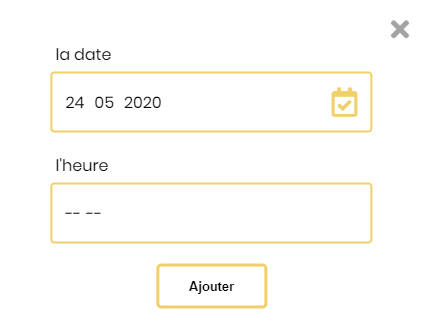 la date
24 05 2020
l'heure
-- --
Ajouter